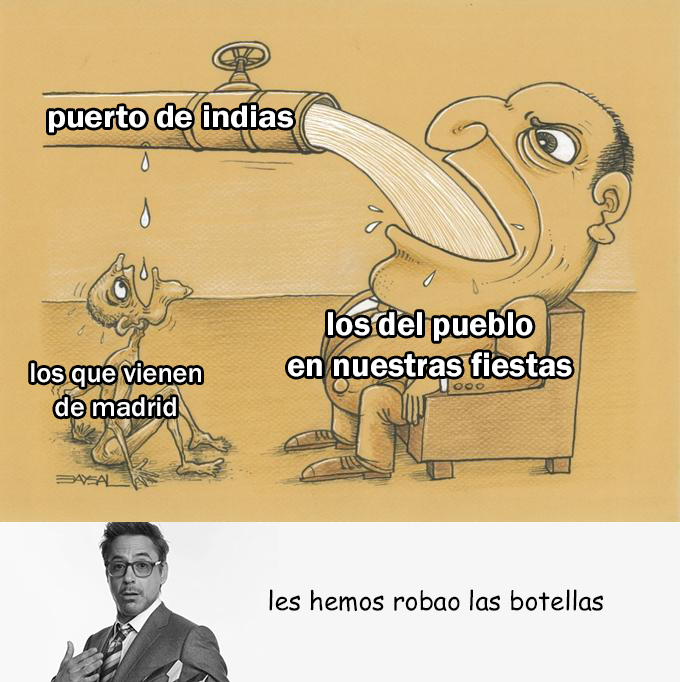 puerto de indias
los del pueblo
en nuestras fiestas
los que vienen
de madrid
BAYSAL
les hemos robao las botellas